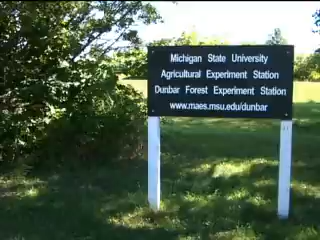 Michigan State University
Agricultural Experiment Station
Dunbar Forest Experiment Station
www.maes.msu.edu/dunbar